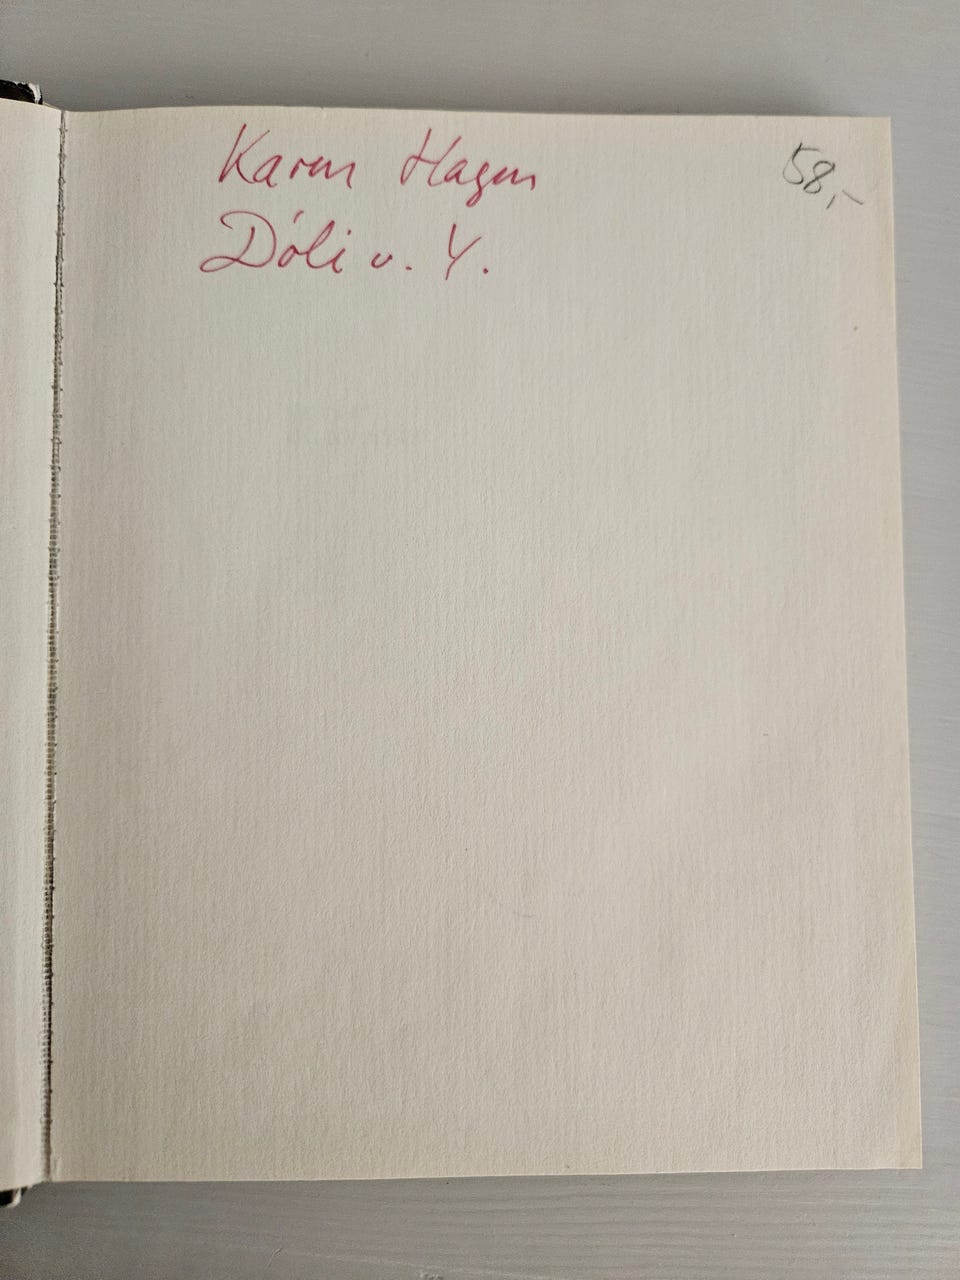 Karen Hagen
58,-
Dóli v. Y.